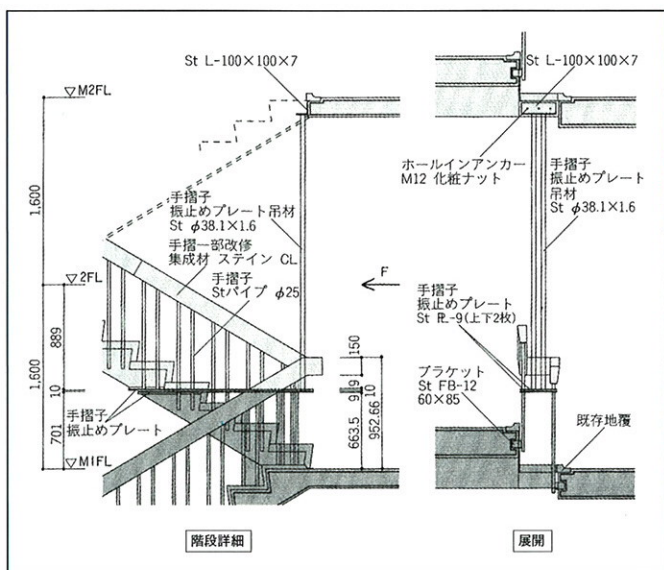 St L-100×100×7
▽M2FL
1,600
手摺子
振止めプレート吊材
St φ38.1×1.6
手摺一部改修
集成材 ステイン CL
手摺子
Stパイプ φ25
▽2FL
889
1,600
10
701
手摺子
振止めプレート
▽M1FL
F
150
9
10
663.5
952.66
階段詳細
St L-100×100×7
ホールインアンカー
M12 化粧ナット
手摺子
振止めプレート
吊材
St φ38.1×1.6
手摺子
振止めプレート
St PL-9(上下2枚)
ブラケット
St FB-12
60×85
既存地覆
展開